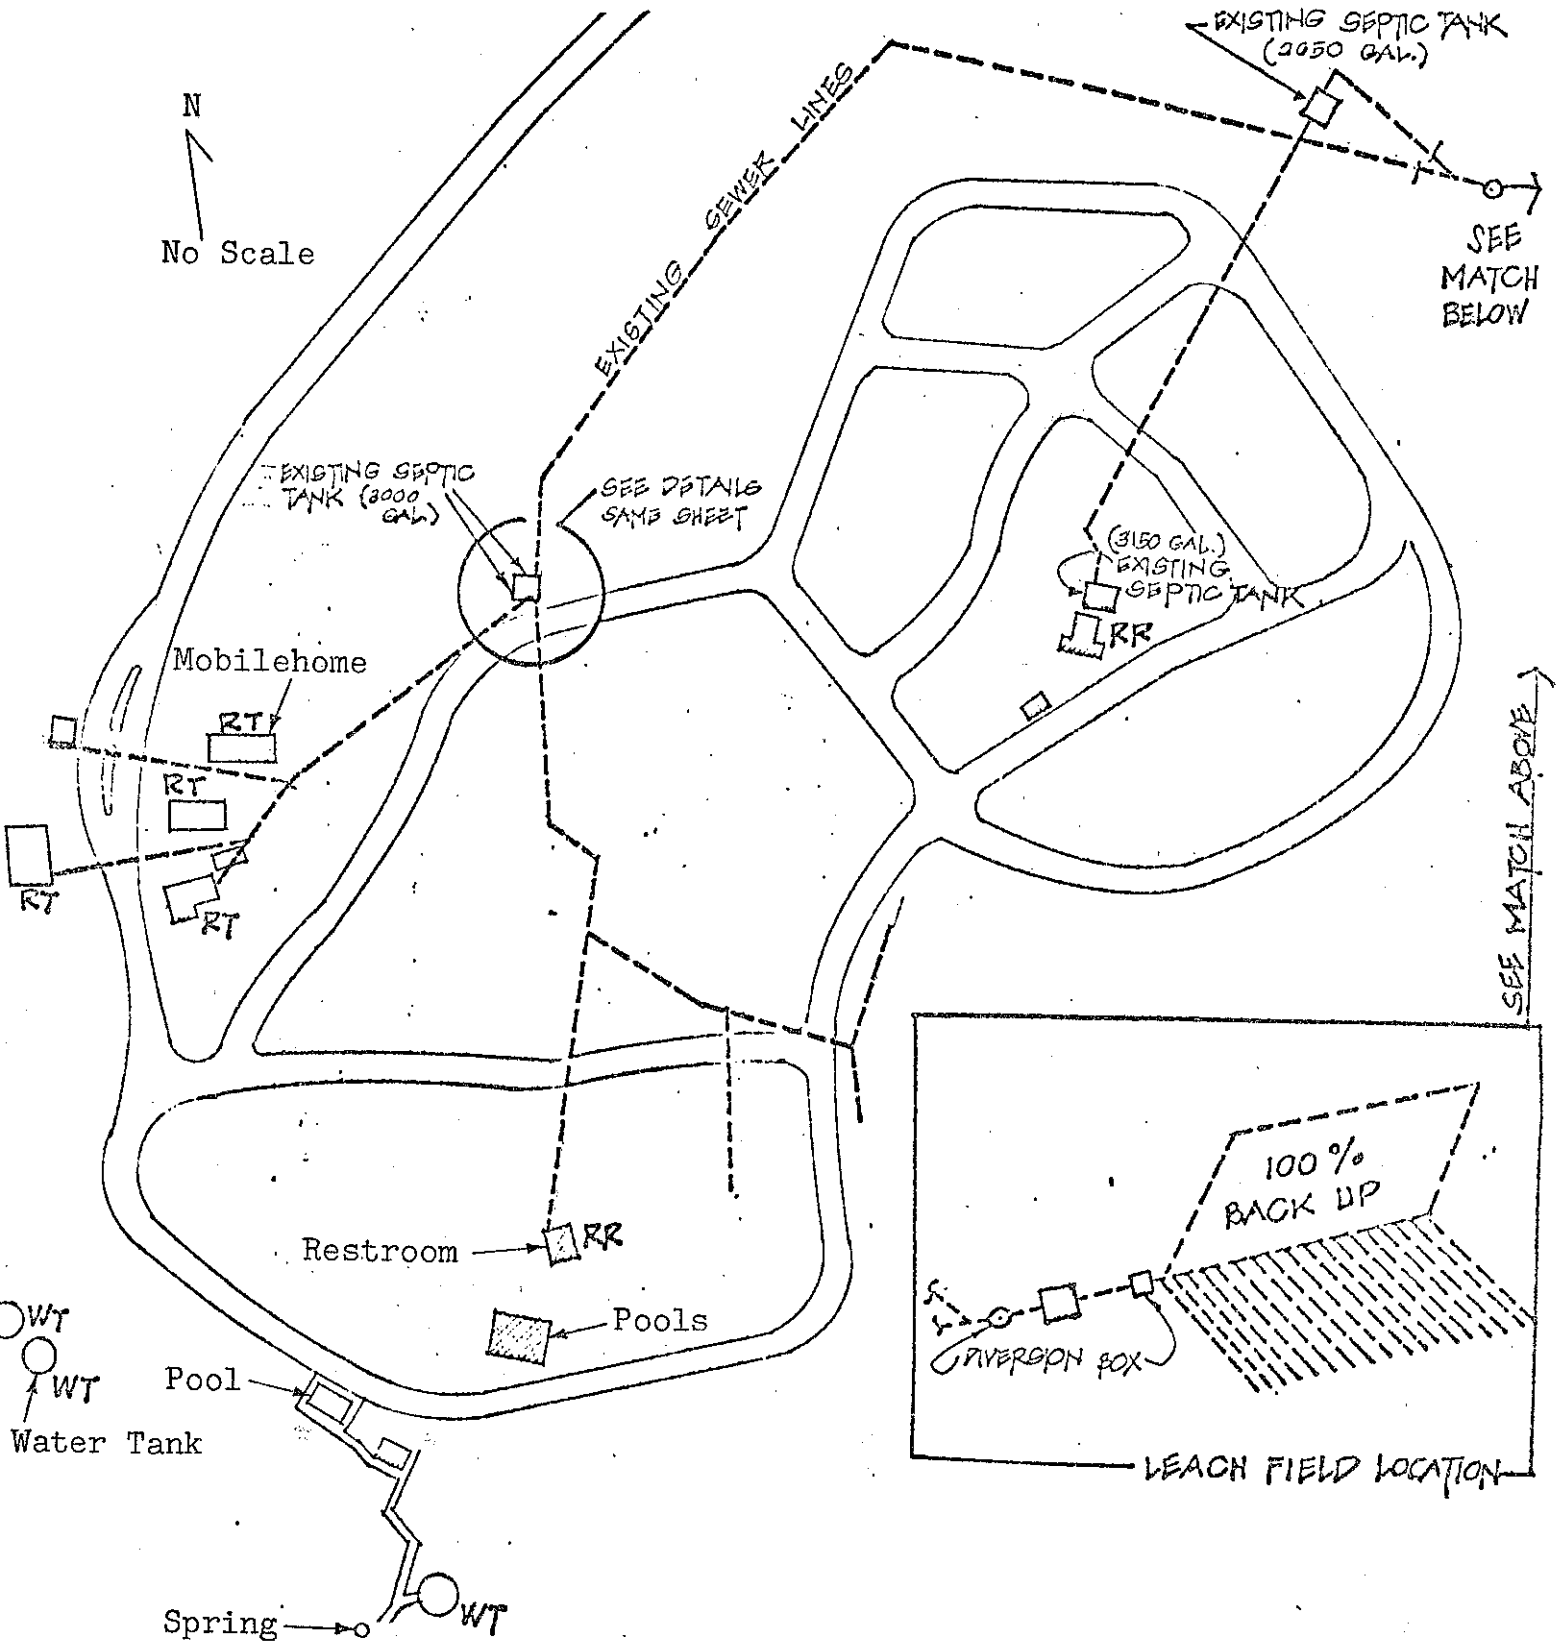 EXISTING SEPTIC TANK
(2050 GAL.)
N
No Scale
EXISTING SEWER LINES
SEE
MATCH
BELOW
EXISTING SEPTIC
TANK (3000
GAL.)
SEE DETAILS
SAME SHEET
(3150 GAL.)
EXISTING
SEPTIC TANK
RR
Mobilehome
RT
RT
RT
RT
SEE MATCH ABOVE
100%
BACK UP
Restroom
RR
Pools
DIVERSION BOX
WT
WT
Pool
Water Tank
LEACH FIELD LOCATION
WT
Spring